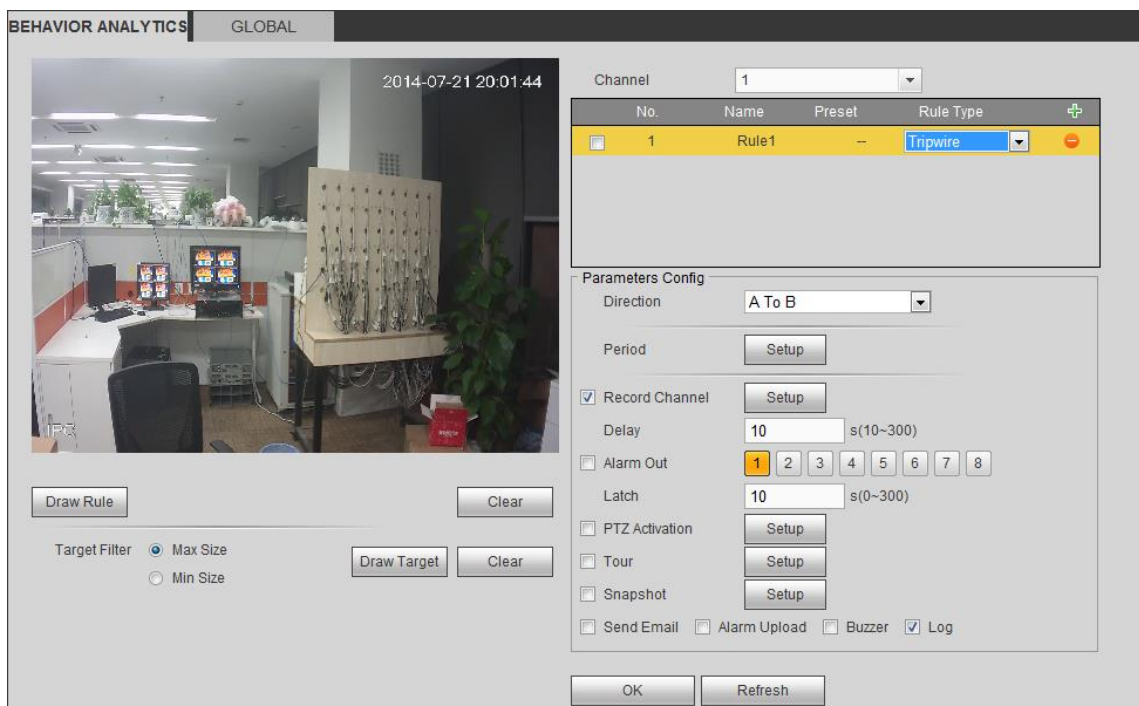 BEHAVIOR ANALYTICS GLOBAL
2014-07-21 20:01:44
IPC
Draw Rule Clear
Target Filter Max Size
Min Size
Draw Target Clear
Channel 1
No. Name Preset Rule Type
1 Rule1 -- Tripwire
Parameters Config
Direction A To B
Period Setup
Record Channel Setup
Delay 10 s(10~300)
Alarm Out 1 2 3 4 5 6 7 8
Latch 10 s(0~300)
PTZ Activation Setup
Tour Setup
Snapshot Setup
Send Email Alarm Upload Buzzer Log
OK Refresh